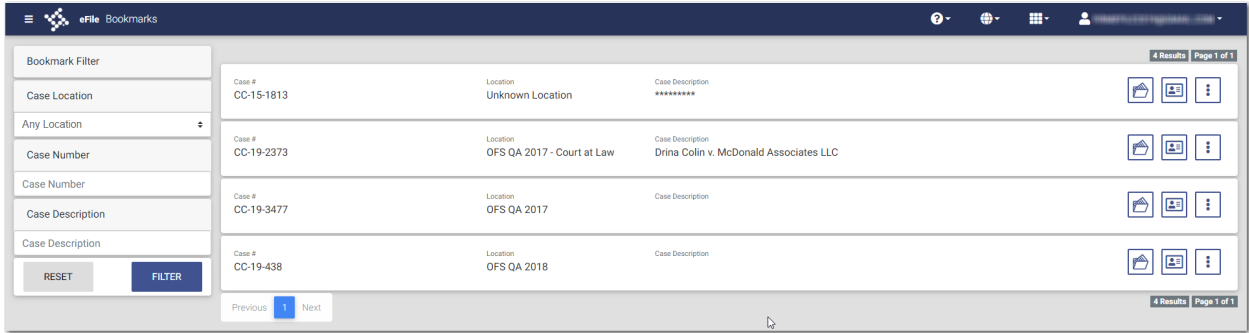 eFile Bookmarks
Bookmark Filter
Case Location
Any Location
Case Number
Case Number
Case Description
Case Description
RESET FILTER
4 Results Page 1 of 1
Case # Location Case Description
CC-15-1813 Unknown Location *********
Case # Location Case Description
CC-19-2373 OFS QA 2017 - Court at Law Drina Colin v. McDonald Associates LLC
Case # Location Case Description
CC-19-3477 OFS QA 2017
Case # Location Case Description
CC-19-438 OFS QA 2018
Previous 1 Next
4 Results Page 1 of 1